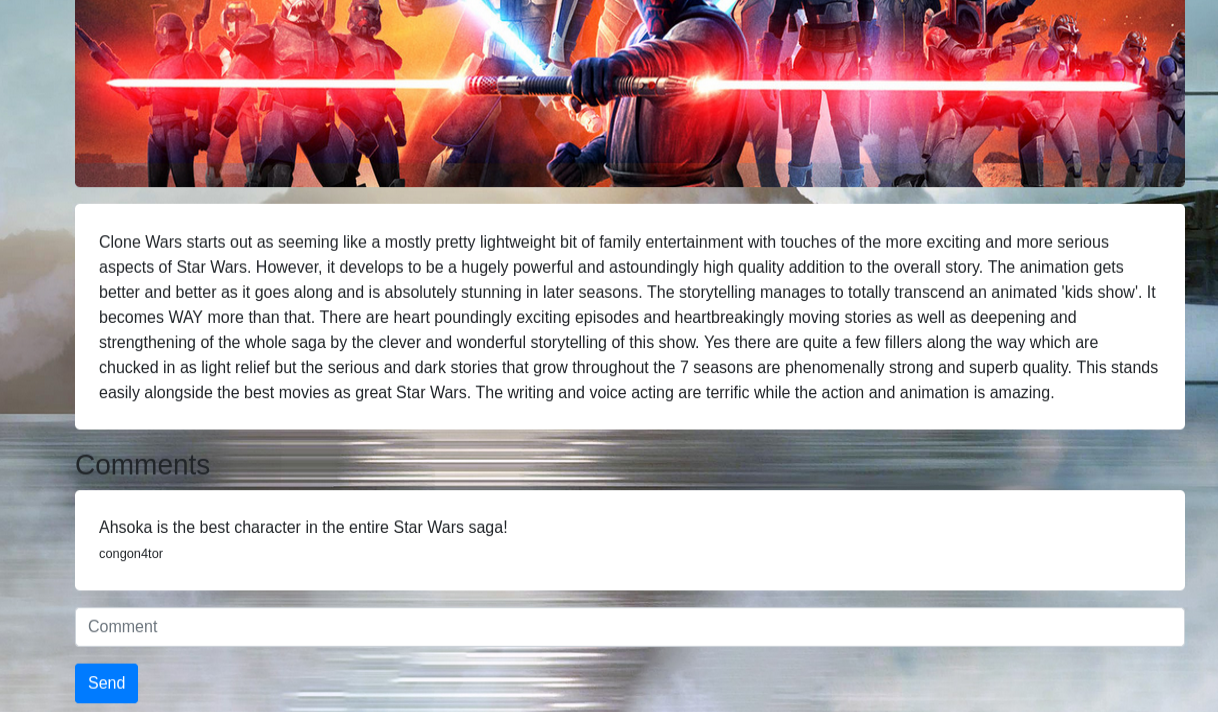 Clone Wars starts out as seeming like a mostly pretty lightweight bit of family entertainment with touches of the more exciting and more serious
aspects of Star Wars. However, it develops to be a hugely powerful and astoundingly high quality addition to the overall story. The animation gets
better and better as it goes along and is absolutely stunning in later seasons. The storytelling manages to totally transcend an animated 'kids show'. It
becomes WAY more than that. There are heart poundingly exciting episodes and heartbreakingly moving stories as well as deepening and
strengthening of the whole saga by the clever and wonderful storytelling of this show. Yes there are quite a few fillers along the way which are
chucked in as light relief but the serious and dark stories that grow throughout the 7 seasons are phenomenally strong and superb quality. This stands
easily alongside the best movies as great Star Wars. The writing and voice acting are terrific while the action and animation is amazing.
Comments
Ahsoka is the best character in the entire Star Wars saga!
congon4tor
Comment
Send